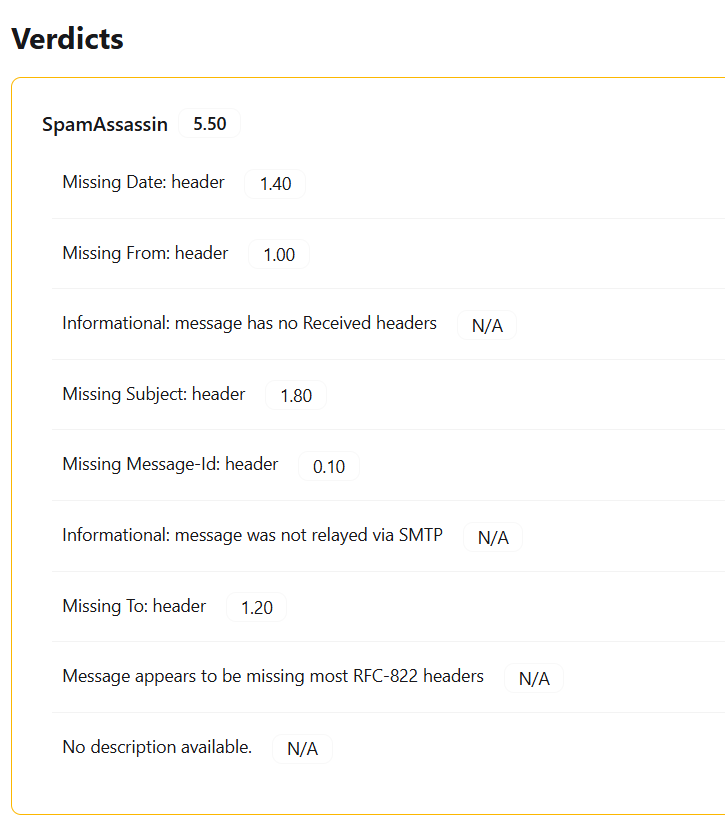 Verdicts
SpamAssassin 5.50
Missing Date: header 1.40
Missing From: header 1.00
Informational: message has no Received headers N/A
Missing Subject: header 1.80
Missing Message-Id: header 0.10
Informational: message was not relayed via SMTP N/A
Missing To: header 1.20
Message appears to be missing most RFC-822 headers N/A
No description available. N/A